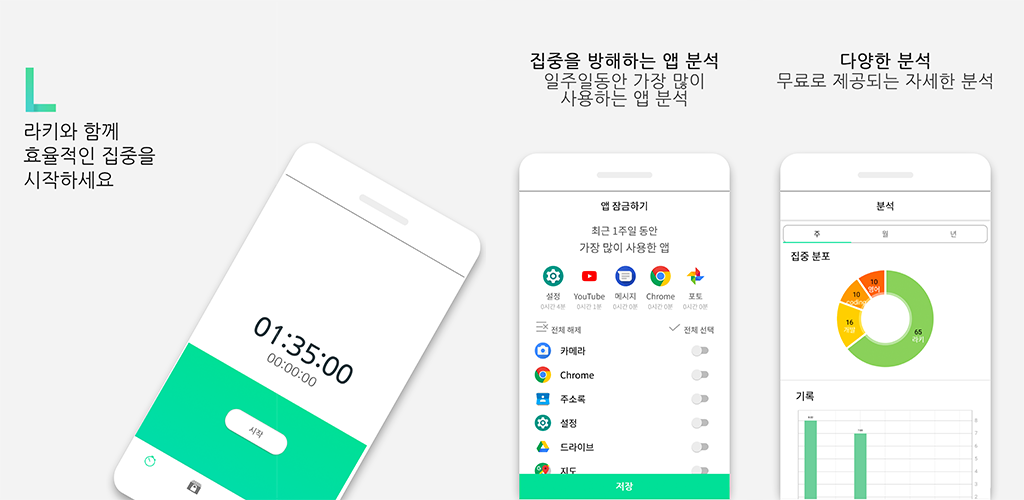 라키와 함께
효율적인 집중을
시작하세요
01:35:00
00:00:00
시작
집중을 방해하는 앱 분석
일주일동안 가장 많이
사용하는 앱 분석
앱 잠금하기
최근 1주일 동안
가장 많이 사용한 앱
설정 YouTube 메시지 Chrome 포토
0시간 4분 0시간 1분 0시간 0분 0시간 0분 0시간 0분
전체 해제 전체 선택
카메라
Chrome
주소록
설정
드라이브
지도
저장
다양한 분석
무료로 제공되는 자세한 분석
분석
주 월 년
집중 분포
10
영어
10
coding
16
65
라키
기록
8
7
6
5
4
3
2